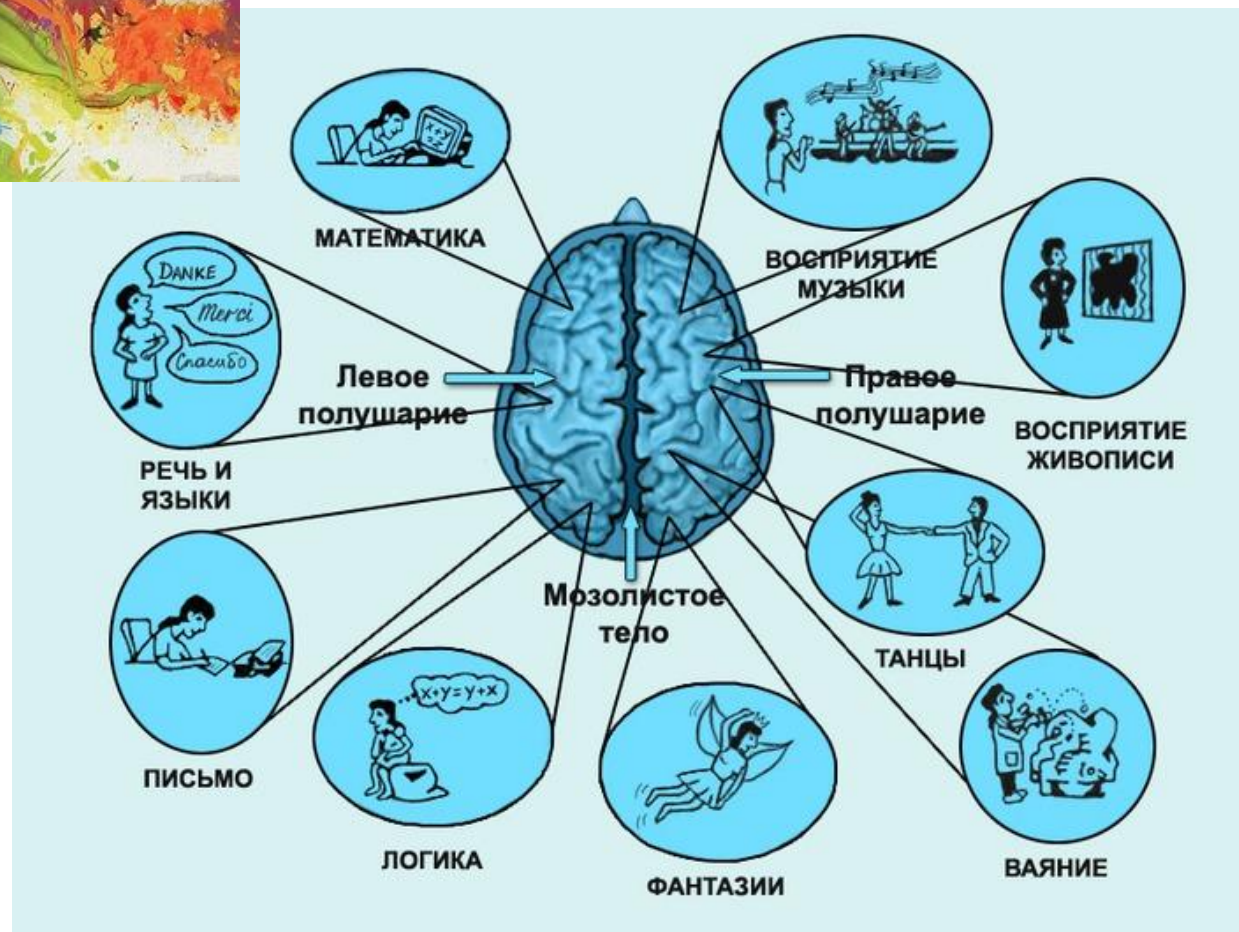 МАТЕМАТИКА
x+y
ВОСПРИЯТИЕ
МУЗЫКИ
DANKE
Merci
Спасибо
Левое
полушарие
Правое
полушарие
ВОСПРИЯТИЕ
ЖИВОПИСИ
РЕЧЬ И
ЯЗЫКИ
Мозолистое
тело
ТАНЦЫ
x+y=y+x
ПИСЬМО
ЛОГИКА
ФАНТАЗИИ
ВАЯНИЕ